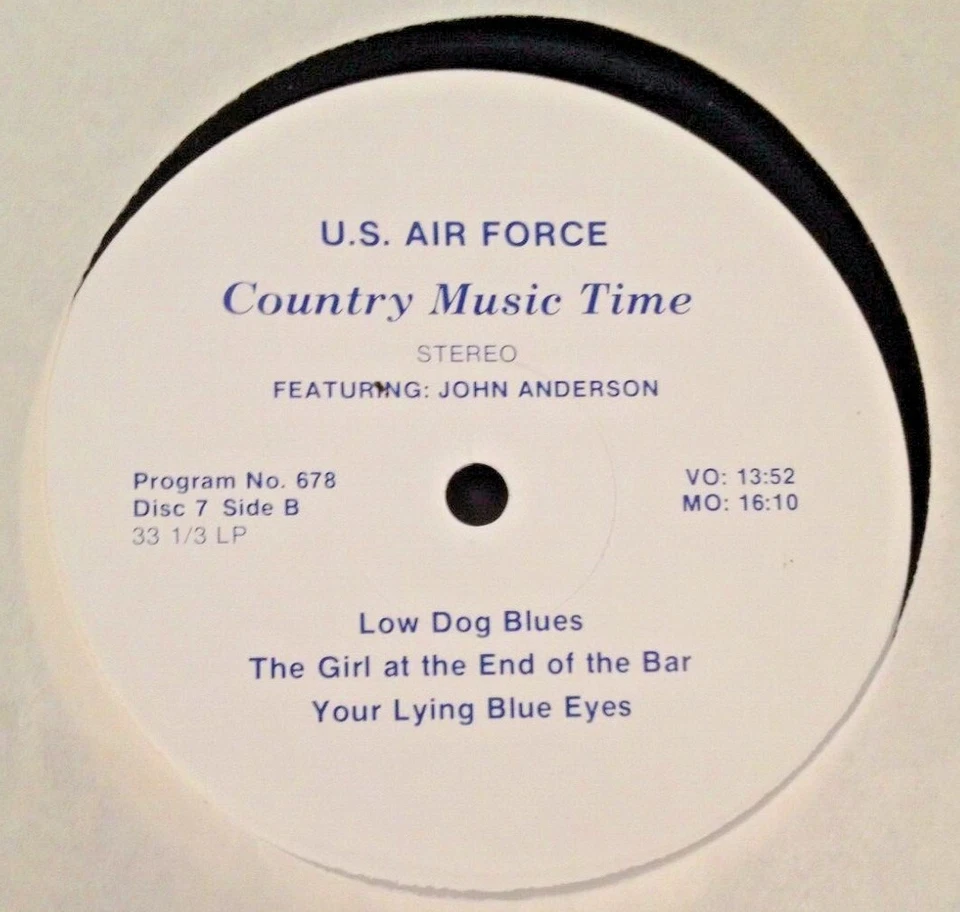 U.S. AIR FORCE
Country Music Time
STEREO
FEATURING: JOHN ANDERSON
Program No. 678
Disc 7 Side B
33 1/3 LP
VO: 13:52
MO: 16:10
Low Dog Blues
The Girl at the End of the Bar
Your Lying Blue Eyes